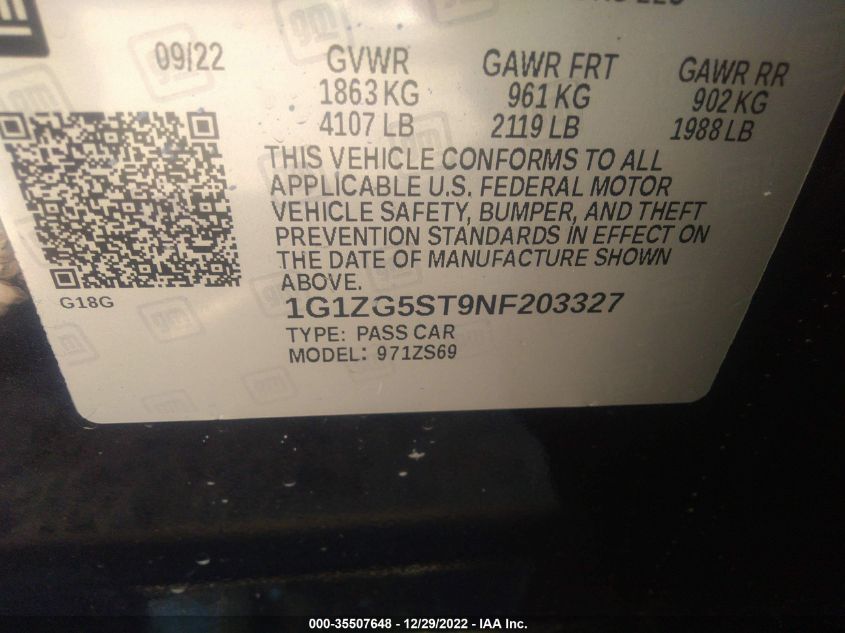 gm
09/22
GVWR GAWR FRT GAWR RR
1863 KG 961 KG 902 KG
4107 LB 2119 LB 1988 LB
THIS VEHICLE CONFORMS TO ALL
APPLICABLE U.S. FEDERAL MOTOR
VEHICLE SAFETY, BUMPER, AND THEFT
PREVENTION STANDARDS IN EFFECT ON
THE DATE OF MANUFACTURE SHOWN
ABOVE.
G18G
1G1ZG5ST9NF203327
TYPE: PASS CAR
MODEL: 971ZS69
000-35507648 - 12/29/2022 - IAA Inc.